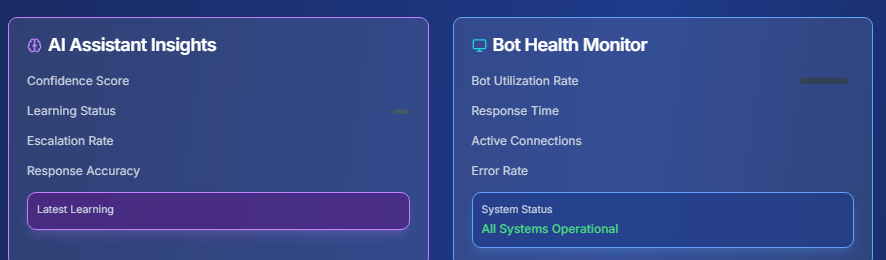 AI Assistant Insights
Confidence Score
Learning Status
Escalation Rate
Response Accuracy
Latest Learning
Bot Health Monitor
Bot Utilization Rate
Response Time
Active Connections
Error Rate
System Status
All Systems Operational